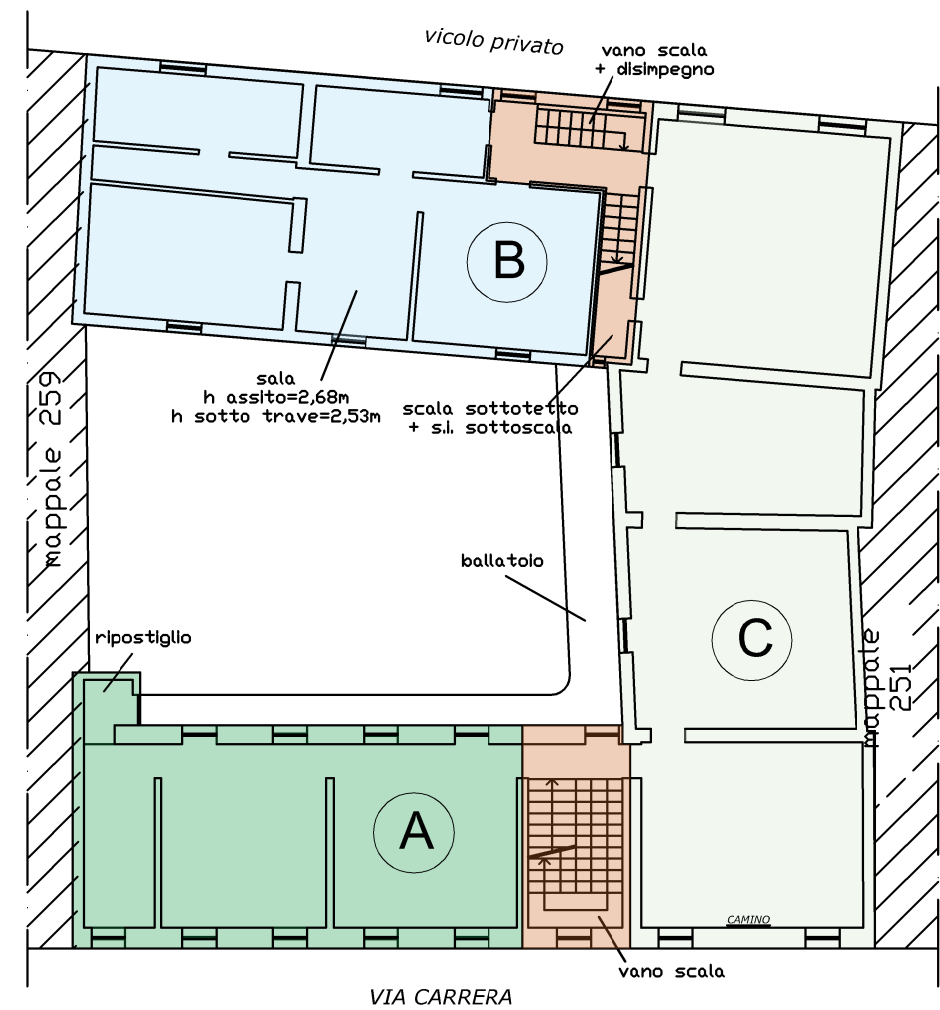 vicolo privato
vano scala
+ disimpegno
B
sala
h assito=2,68m
h sotto trave=2,53m
scala sottotetto
+ s.i. sottoscala
mappale 259
ballatoio
ripostiglio
C
mappale
251
A
CAMINO
vano scala
VIA CARRERA